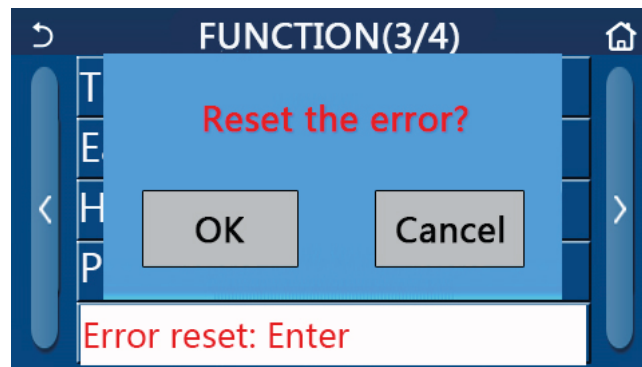 FUNCTION(3/4)
T
Reset the error?
E
H
OK
Cancel
P
Error reset: Enter